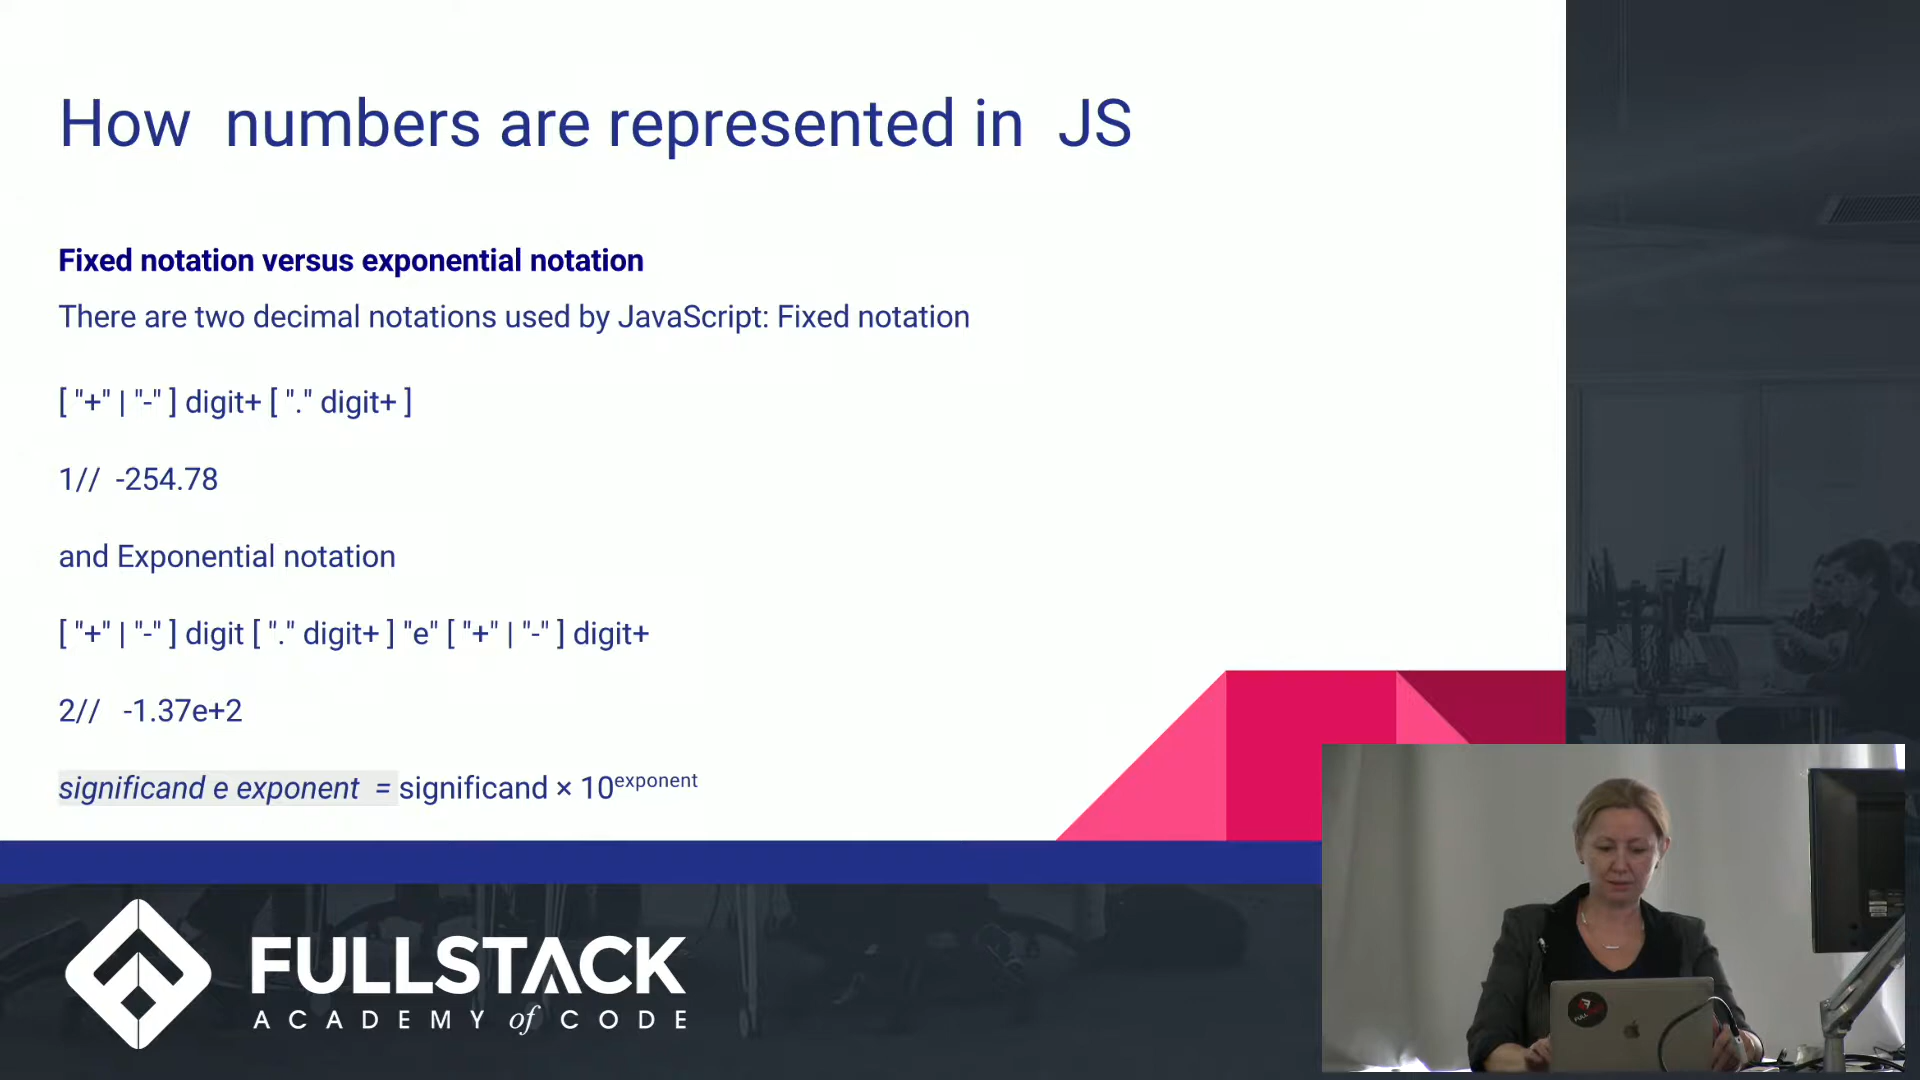 How numbers are represented in JS
Fixed notation versus exponential notation
There are two decimal notations used by JavaScript: Fixed notation
[ "+" | "-" ] digit+ [ "." digit+ ]
1// -254.78
and Exponential notation
[ "+" | "-" ] digit [ "." digit+ ] "e" [ "+" | "-" ] digit+
2// -1.37e+2
significand e exponent = significand × 10^exponent
FULLSTACK
ACADEMY of CODE